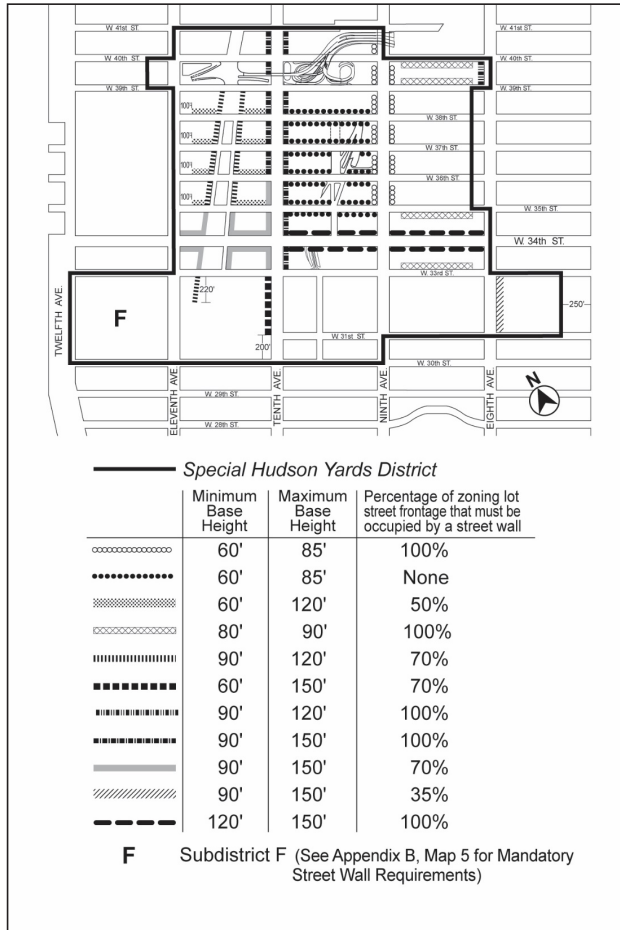 W. 41st ST.
W. 41st ST.
W. 40th ST.
W. 40th ST.
W. 39th ST.
W. 39th ST.
100'
W. 38th ST.
100'
W. 37th ST.
100'
W. 36th ST.
100'
W. 35th ST.
W. 34th ST.
W. 33rd ST.
220'
250'
F
TWELFTH AVE.
W. 31st ST.
200'
W. 30th ST.
ELEVENTH AVE.
TENTH AVE.
NINTH AVE.
EIGHTH AVE.
N
W. 29th ST.
W. 28th ST.
Special Hudson Yards District
Minimum Base Height
Maximum Base Height
Percentage of zoning lot street frontage that must be occupied by a street wall
60' 85' 100%
60' 85' None
60' 120' 50%
80' 90' 100%
90' 120' 70%
60' 150' 70%
90' 120' 100%
90' 150' 100%
90' 150' 70%
90' 150' 35%
120' 150' 100%
F Subdistrict F (See Appendix B, Map 5 for Mandatory
Street Wall Requirements)